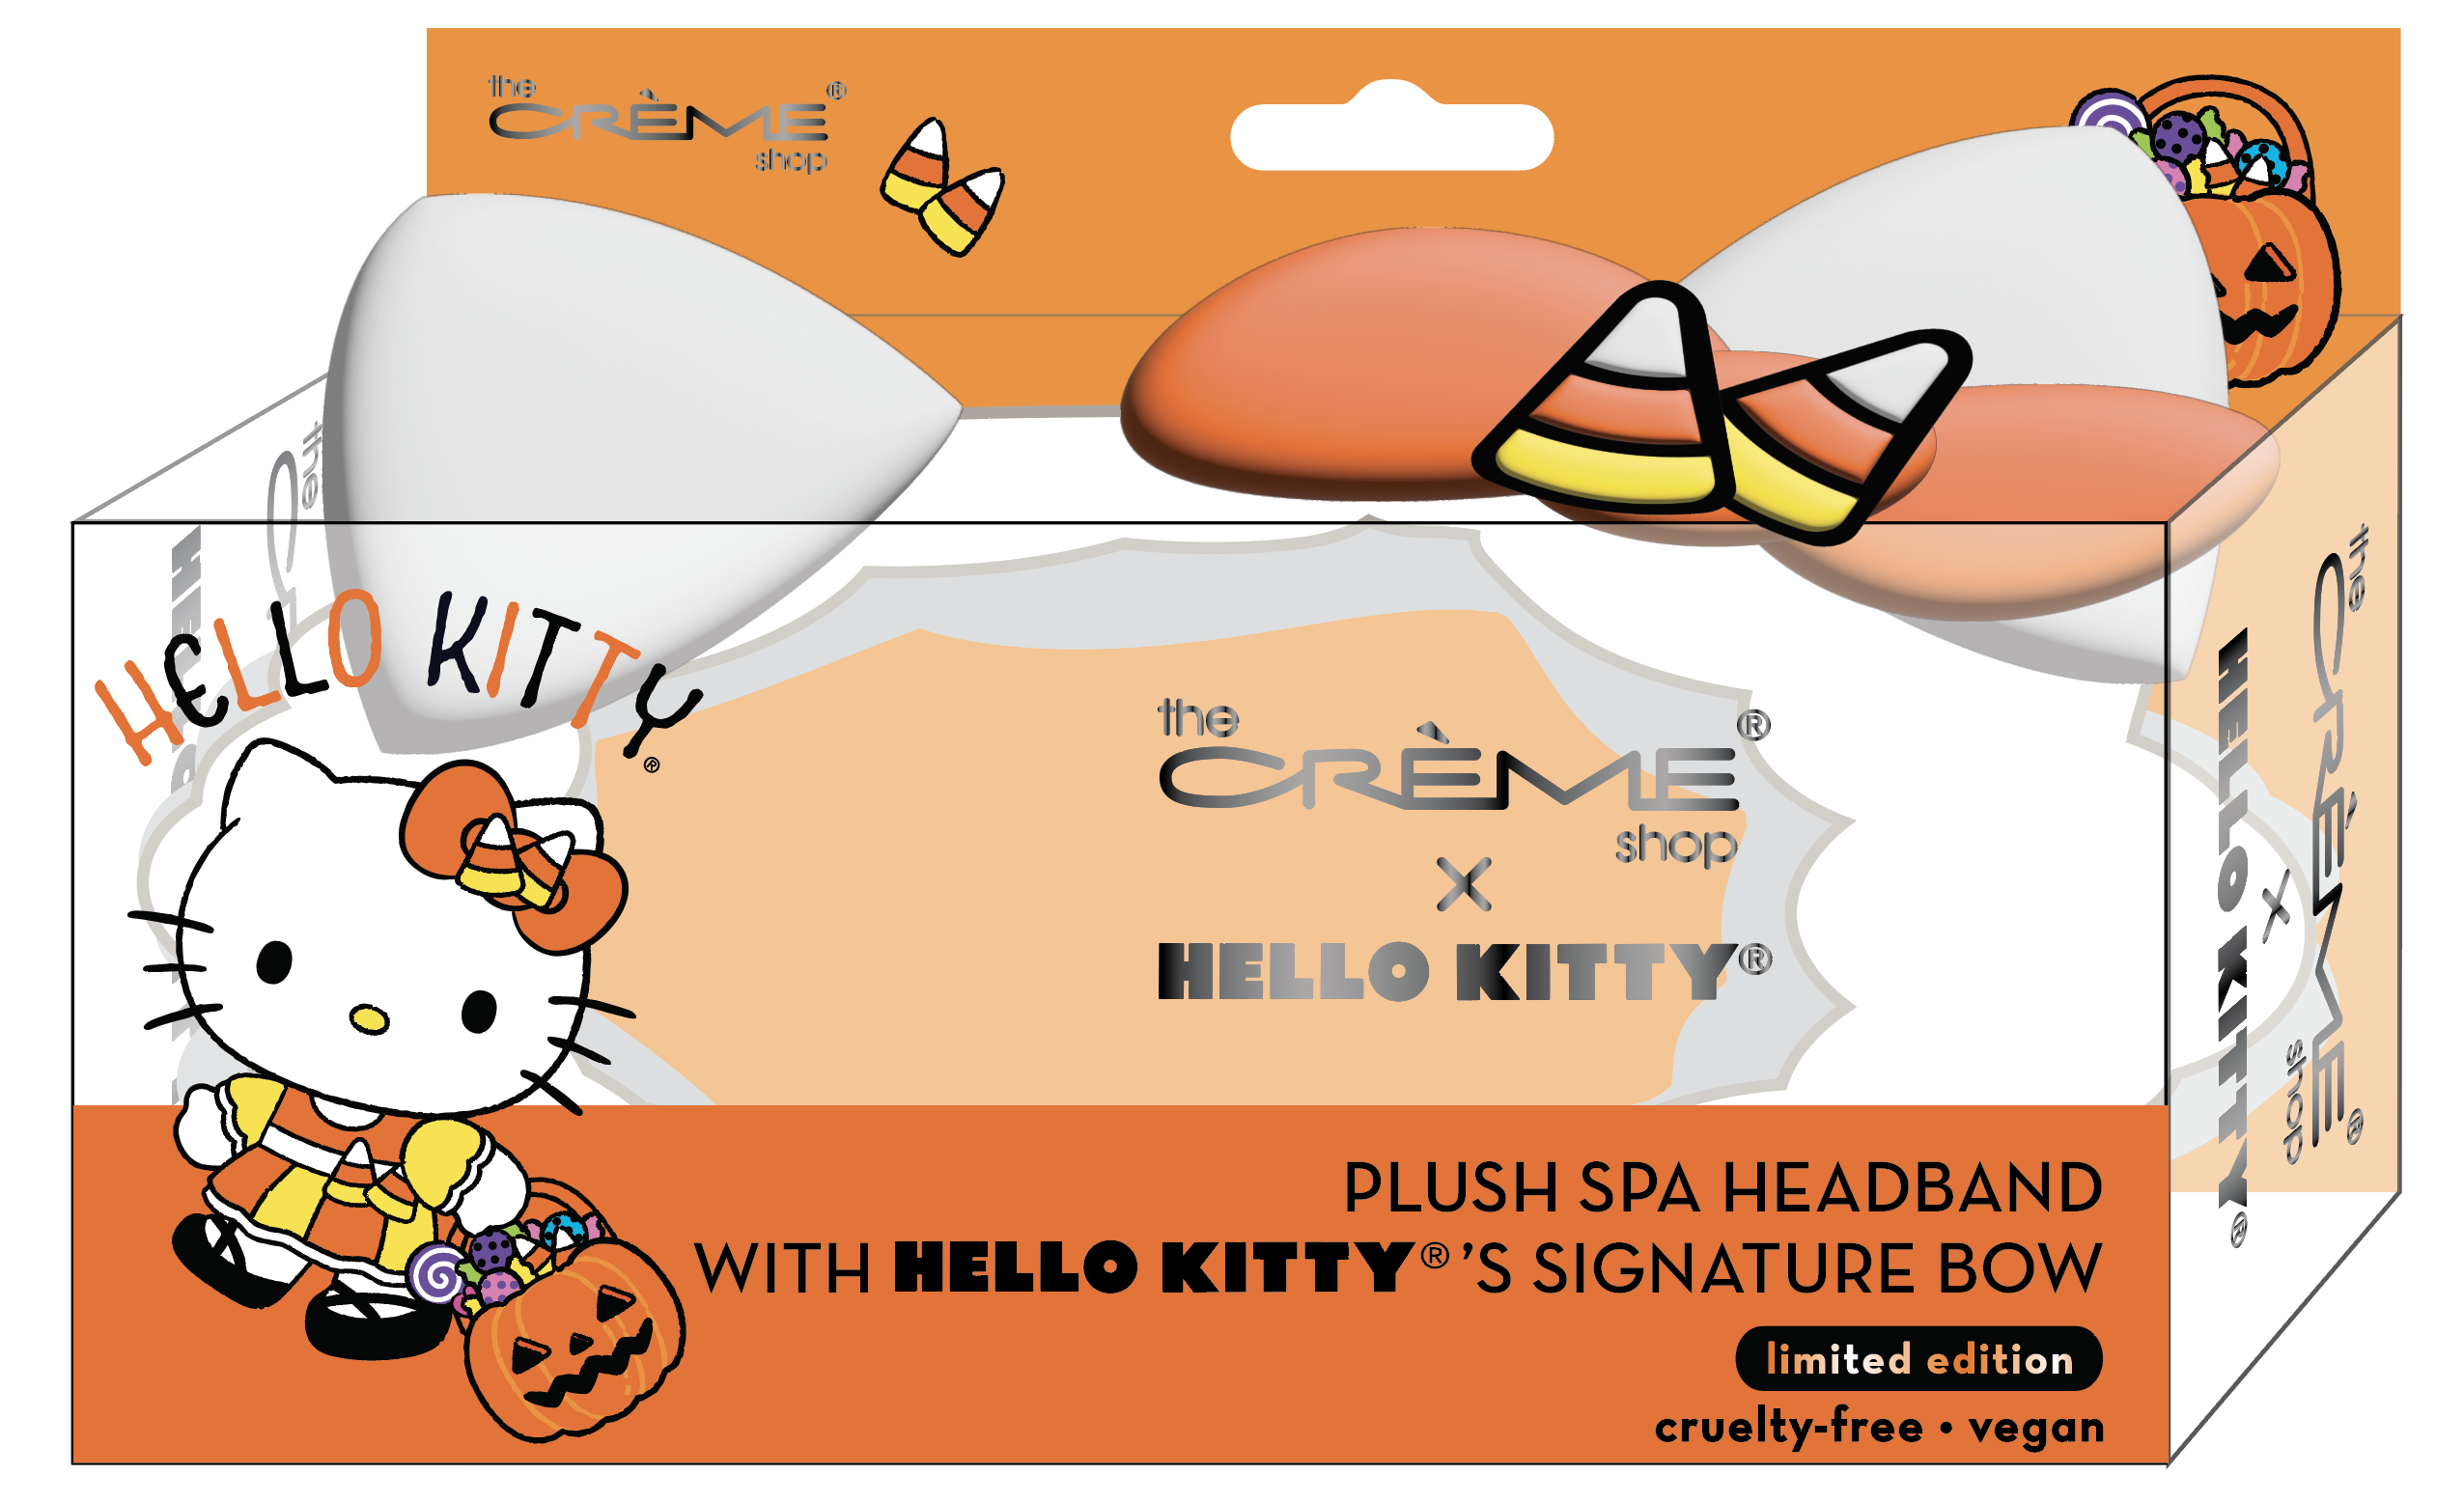 the
CRÈME®
shop
HELLO KITTY®
the
CRÈME®
shop
×
HELLO KITTY®
PLUSH SPA HEADBAND
WITH HELLO KITTY®'S SIGNATURE BOW
limited edition
cruelty-free • vegan
the
CRÈME®
shop
×
HELLO KITTY®